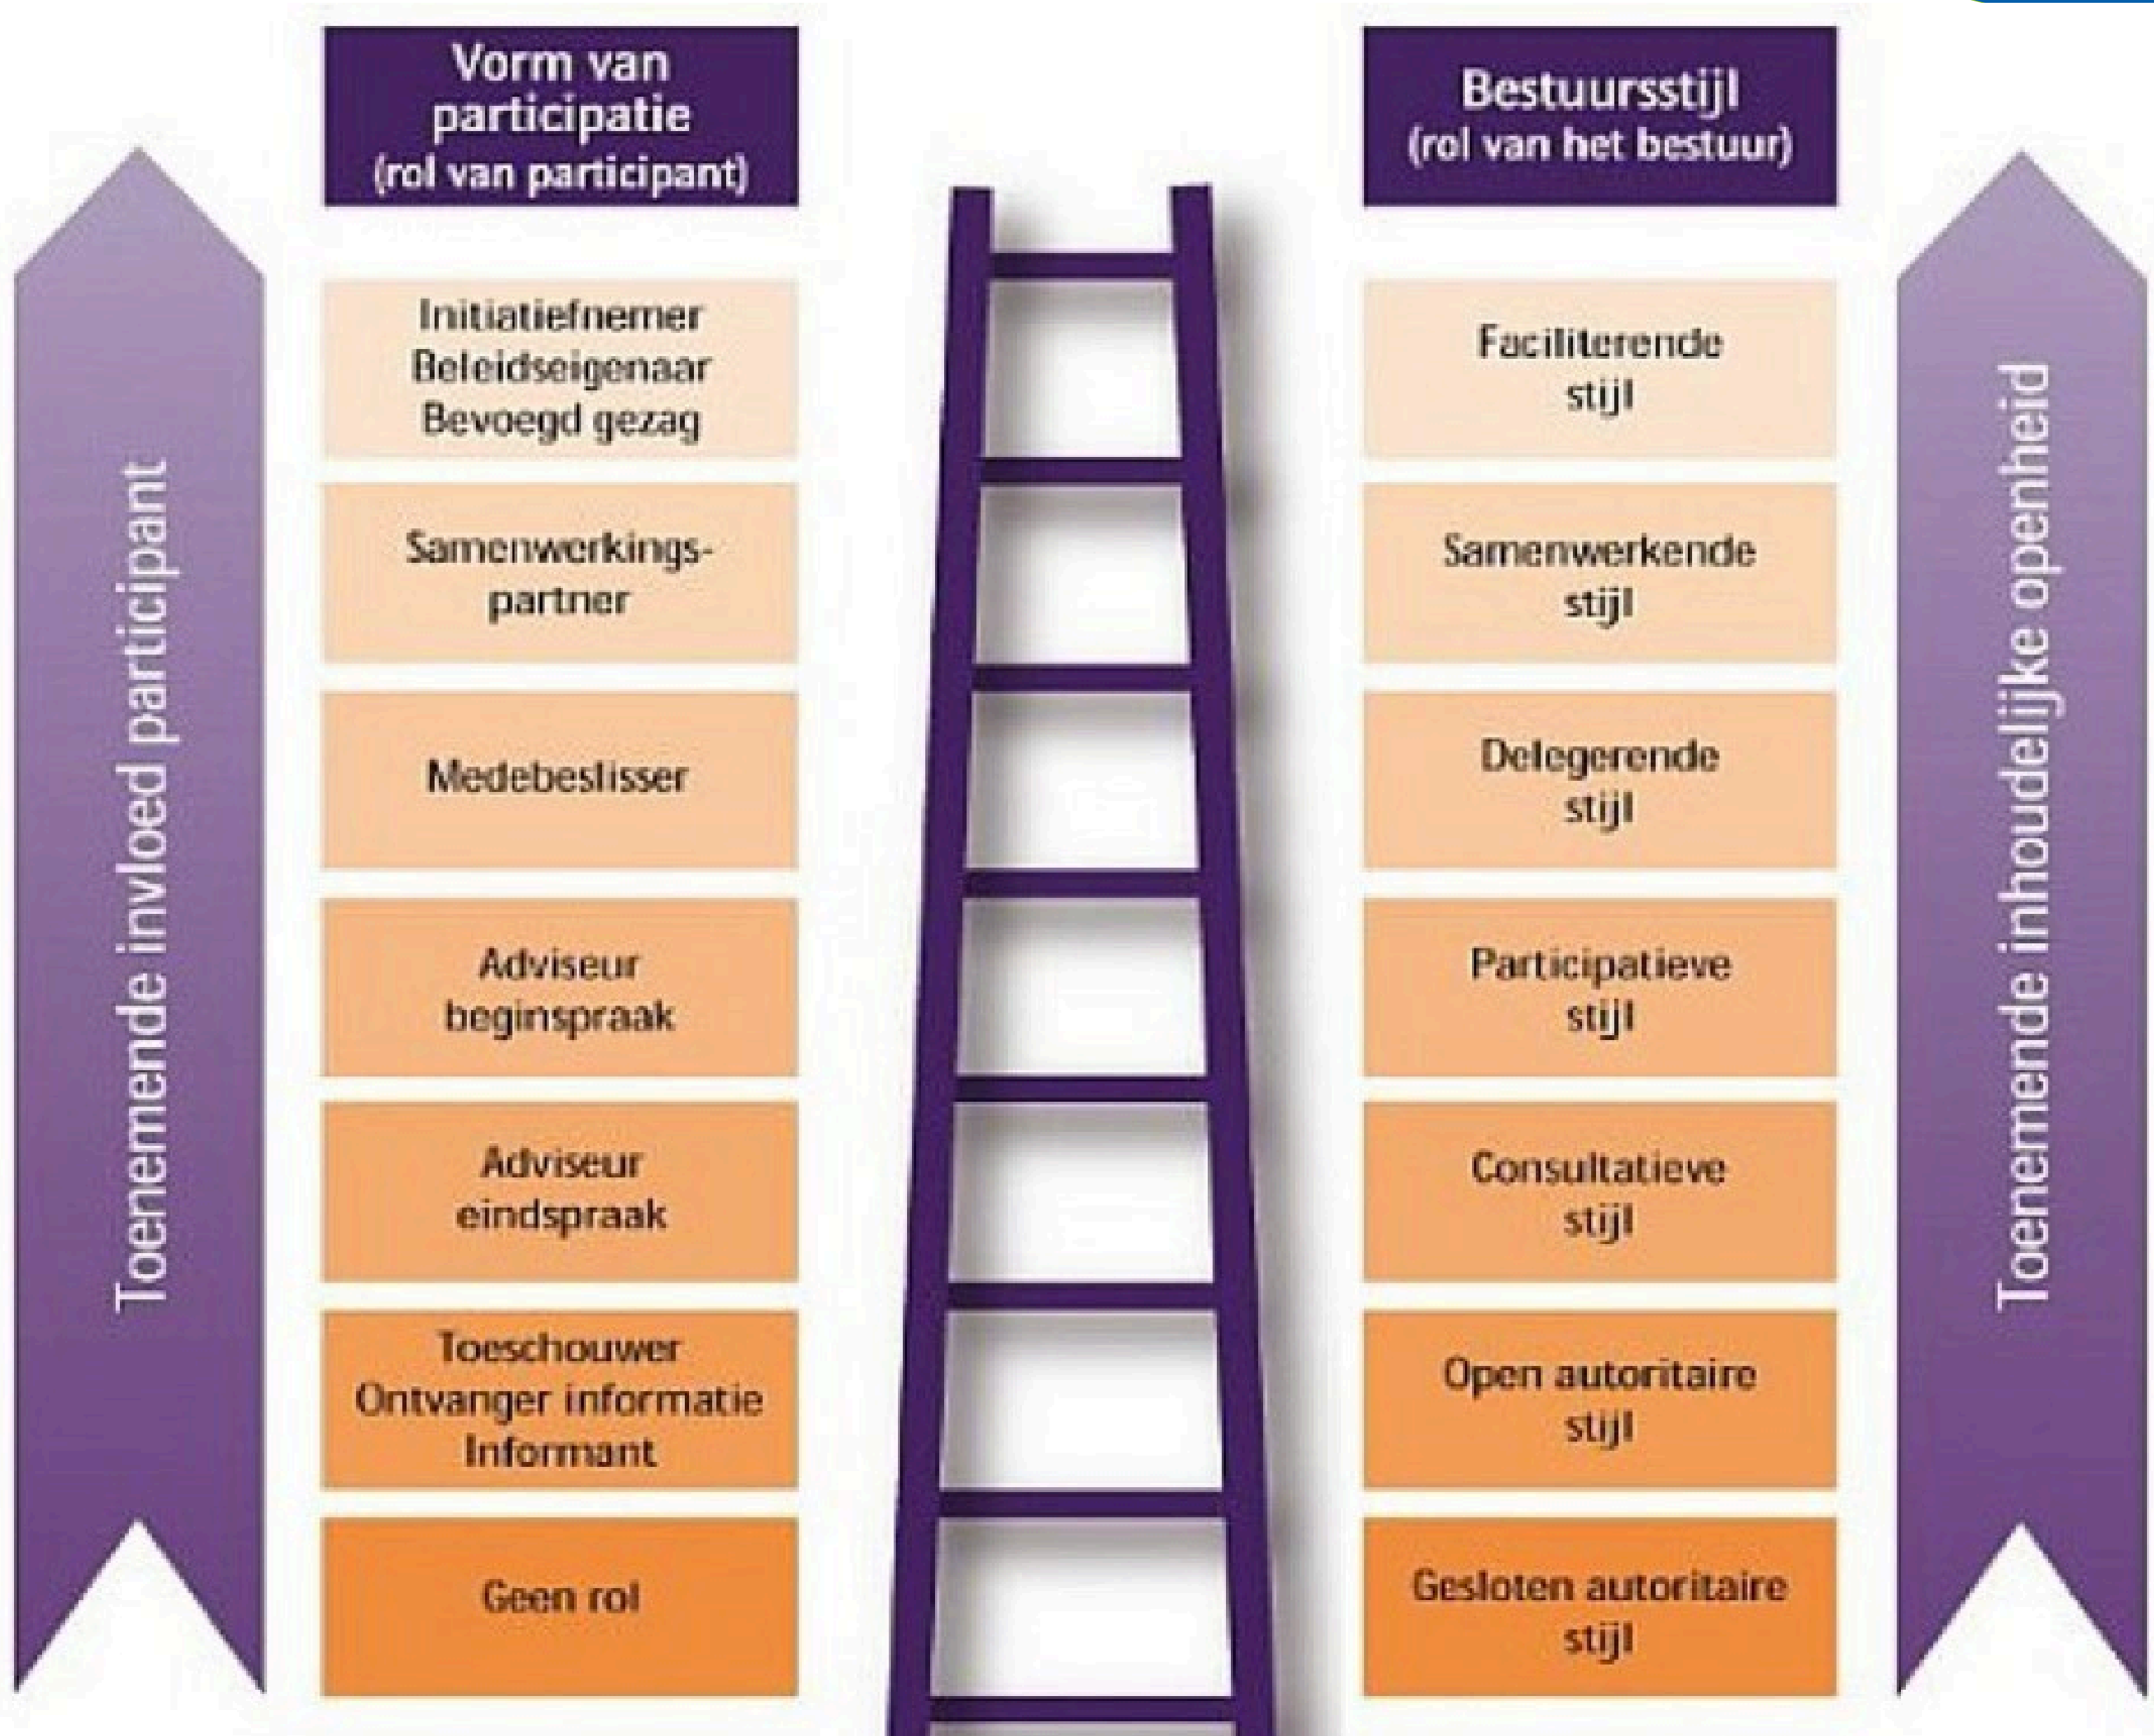 Vorm van
participatie
(rol van participant)
Bestuursstijl
(rol van het bestuur)
Toenemende invloed participant
Initiatiefnemer
Beleidseigenaar
Bevoegd gezag
Faciliterende
stijl
Samenwerkings-
partner
Samenwerkende
stijl
Medebeslisser
Delegerende
stijl
Adviseur
beginspraak
Participatieve
stijl
Adviseur
eindspraak
Consultatieve
stijl
Toeschouwer
Ontvanger informatie
Informant
Open autoritaire
stijl
Geen rol
Gesloten autoritaire
stijl
Toenemende inhoudelijke openheid